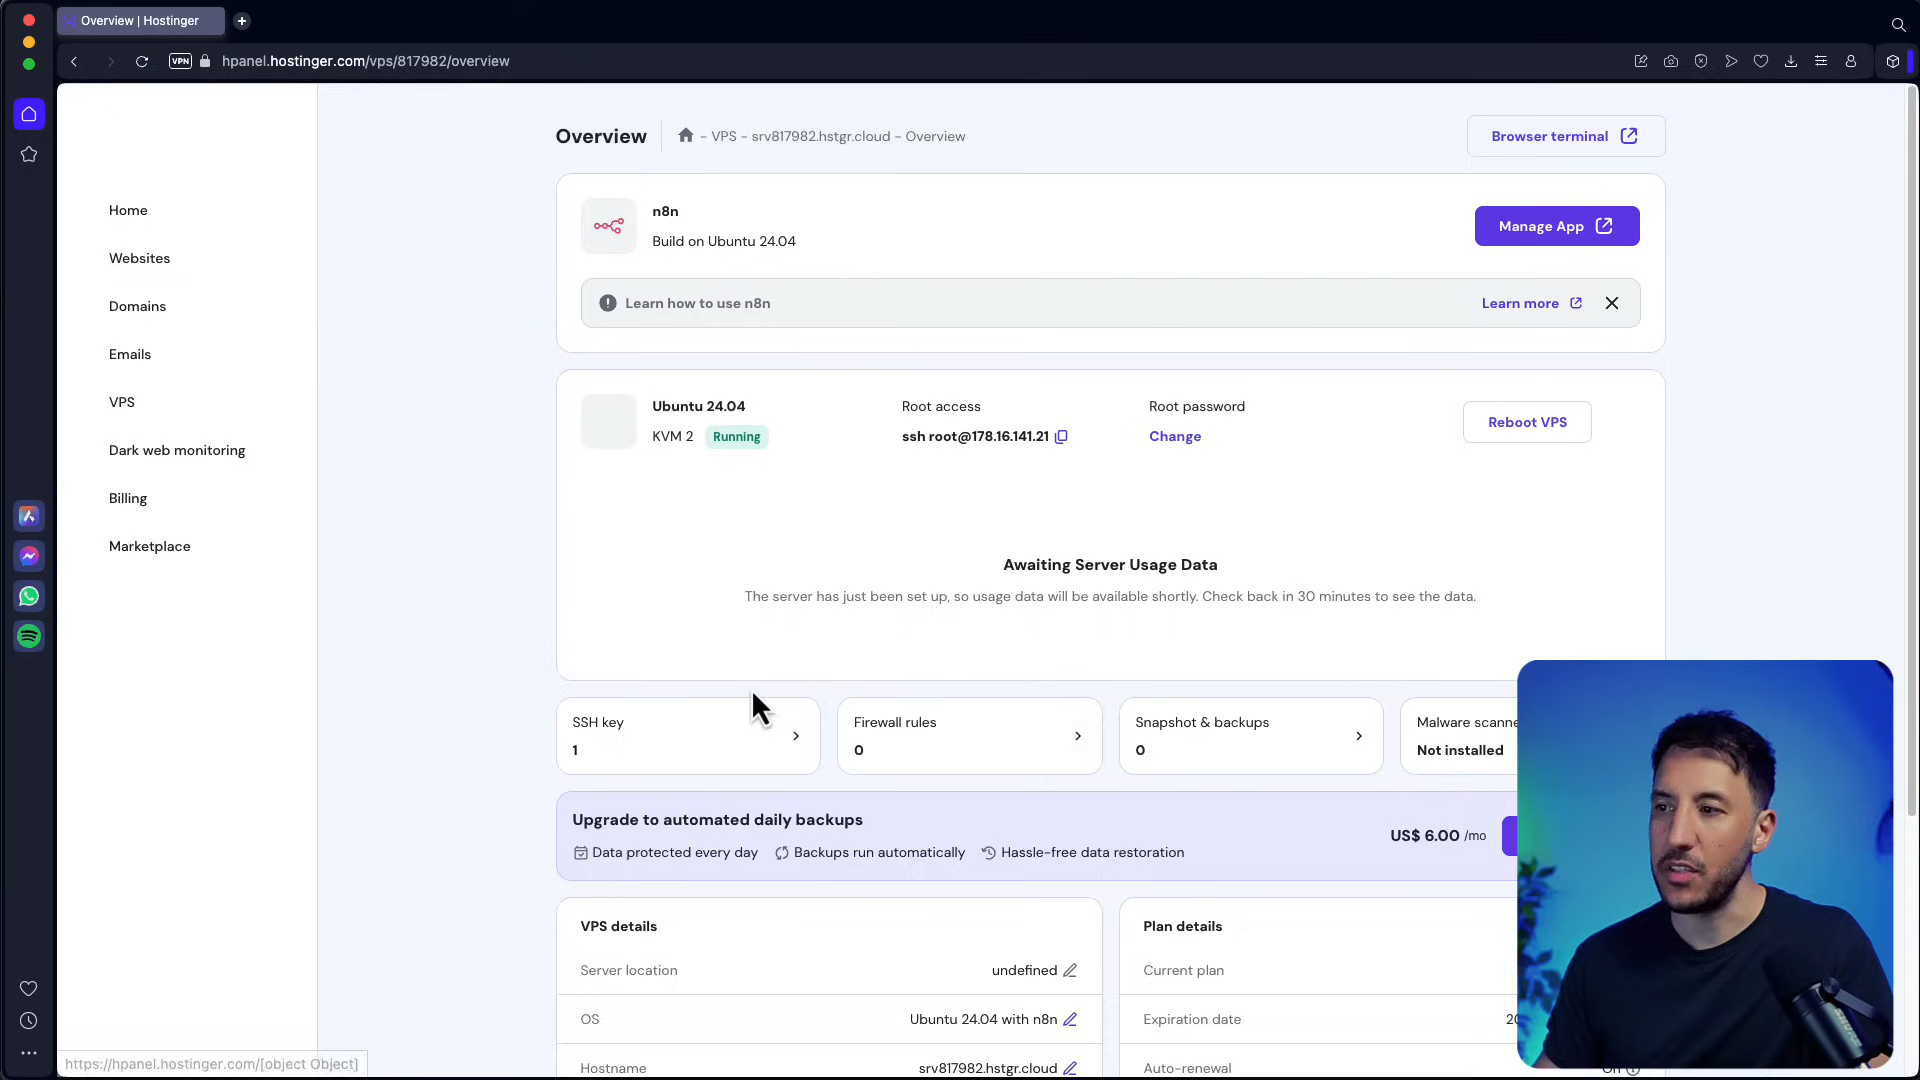 Overview | Hostinger
VPN
hpanel.hostinger.com/vps/817982/overview
Overview
- VPS - srv817982.hstgr.cloud - Overview
Browser terminal
n8n
Build on Ubuntu 24.04
Manage App
Learn how to use n8n
Learn more
Home
Websites
Domains
Emails
VPS
Dark web monitoring
Billing
Marketplace
Ubuntu 24.04
KVM 2 Running
Root access
ssh root@178.16.141.21
Root password
Change
Reboot VPS
Awaiting Server Usage Data
The server has just been set up, so usage data will be available shortly. Check back in 30 minutes to see the data.
SSH key
1
Firewall rules
0
Snapshot & backups
0
Malware scanne
Not installed
Upgrade to automated daily backups
Data protected every day Backups run automatically Hassle-free data restoration
US$ 6.00 /mo
VPS details
Server location undefined
OS Ubuntu 24.04 with n8n
Hostname srv817982.hstgr.cloud
Plan details
Current plan
Expiration date 20
Auto-renewal On
https://hpanel.hostinger.com/[object Object]